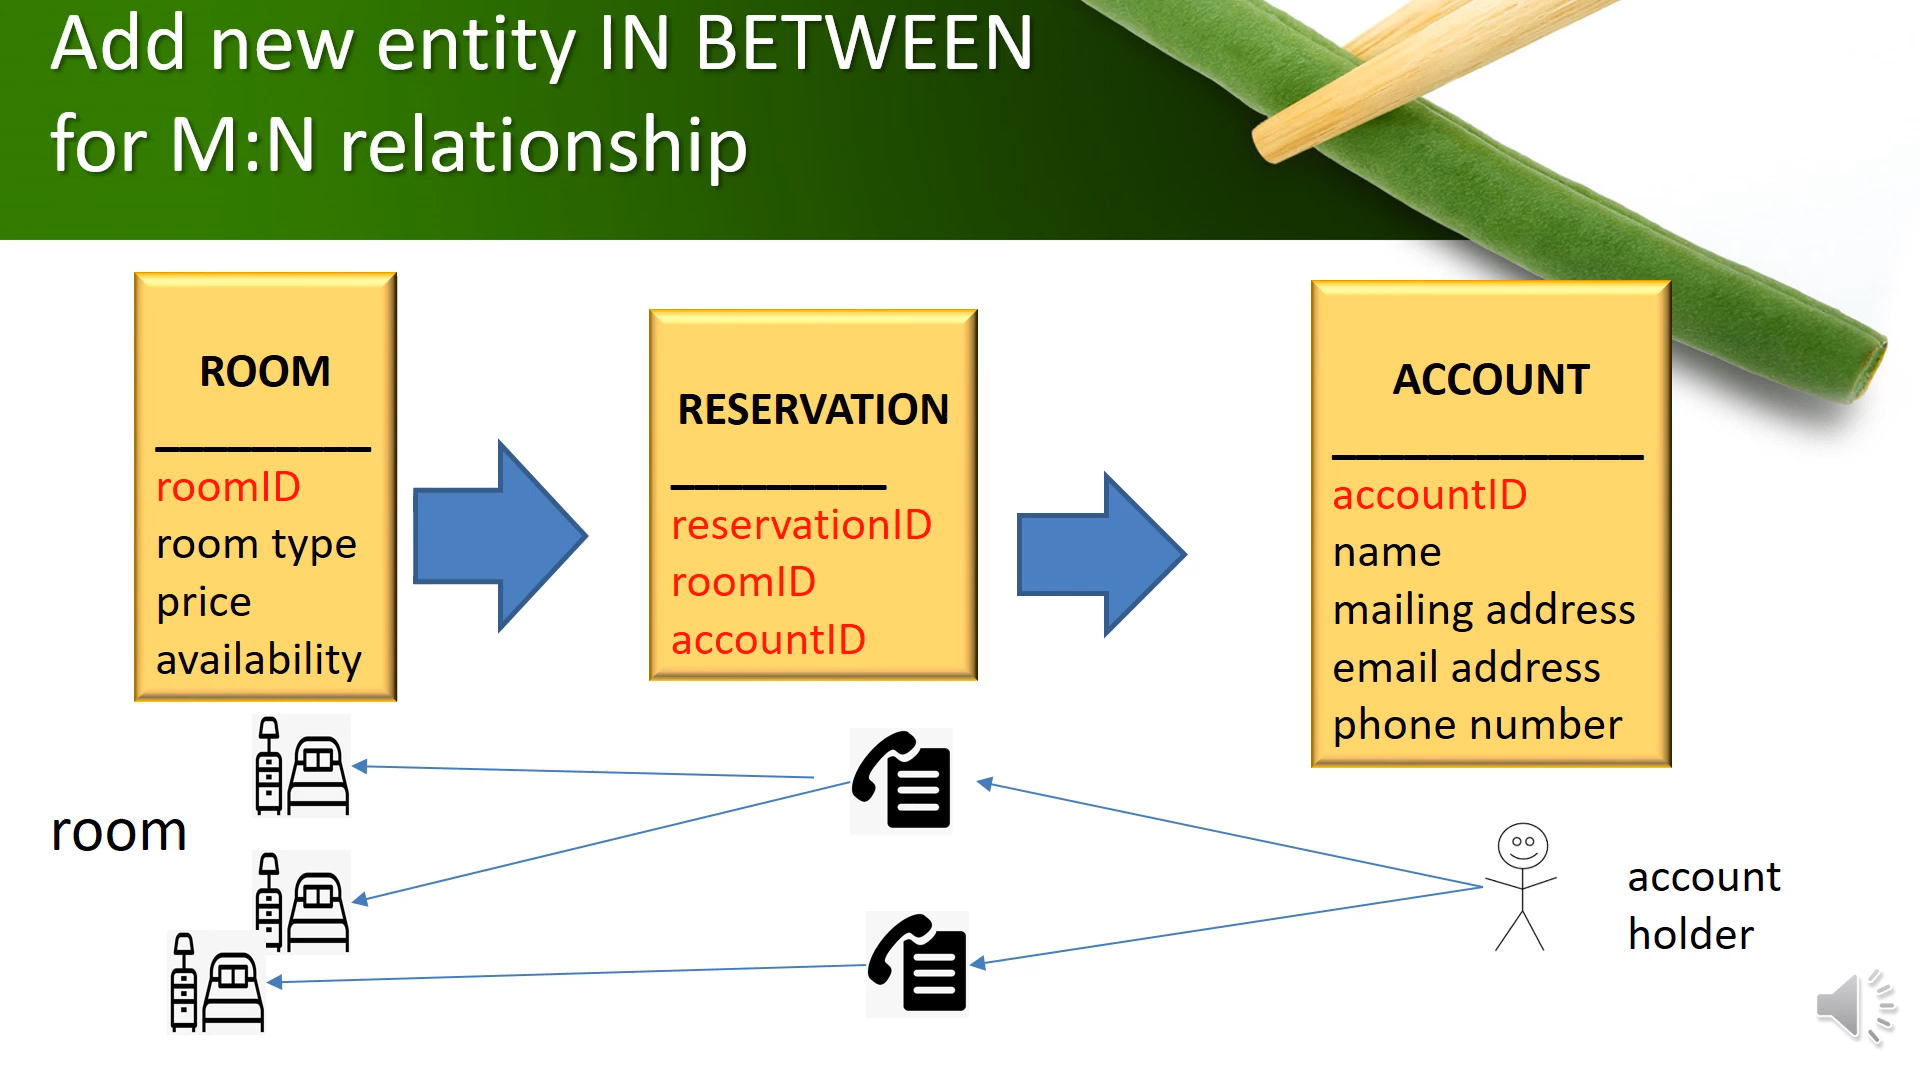 Add new entity IN BETWEEN
for M:N relationship
ROOM
roomID
room type
price
availability
RESERVATION
reservationID
roomID
accountID
ACCOUNT
accountID
name
mailing address
email address
phone number
room
account
holder